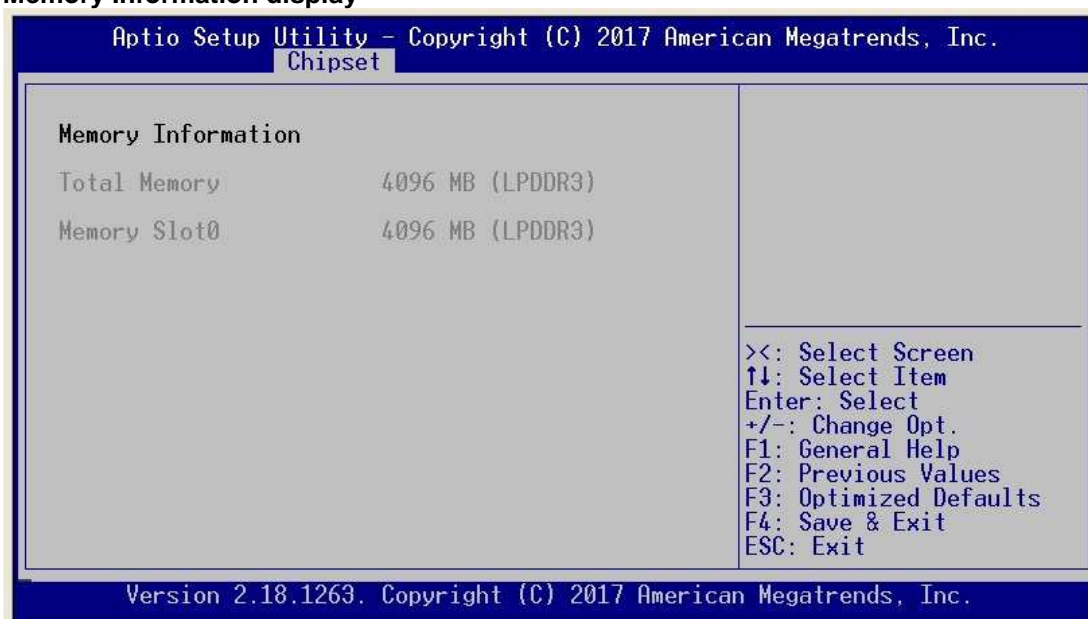 Memory Information display
Aptio Setup Utility – Copyright (C) 2017 American Megatrends, Inc.
Chipset
Memory Information
Total Memory 4096 MB (LPDDR3)
Memory Slot0 4096 MB (LPDDR3)
><: Select Screen
↑↓: Select Item
Enter: Select
+/-: Change Opt.
F1: General Help
F2: Previous Values
F3: Optimized Defaults
F4: Save & Exit
ESC: Exit
Version 2.18.1263. Copyright (C) 2017 American Megatrends, Inc.